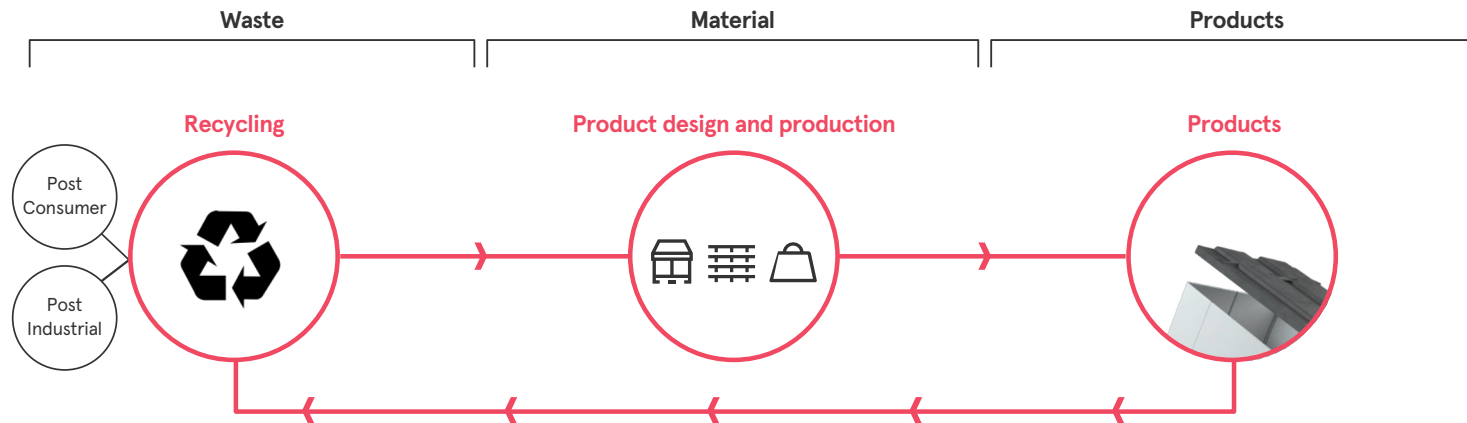 Waste
Material
Products
Recycling
Product design and production
Products
Post
Consumer
Post
Industrial